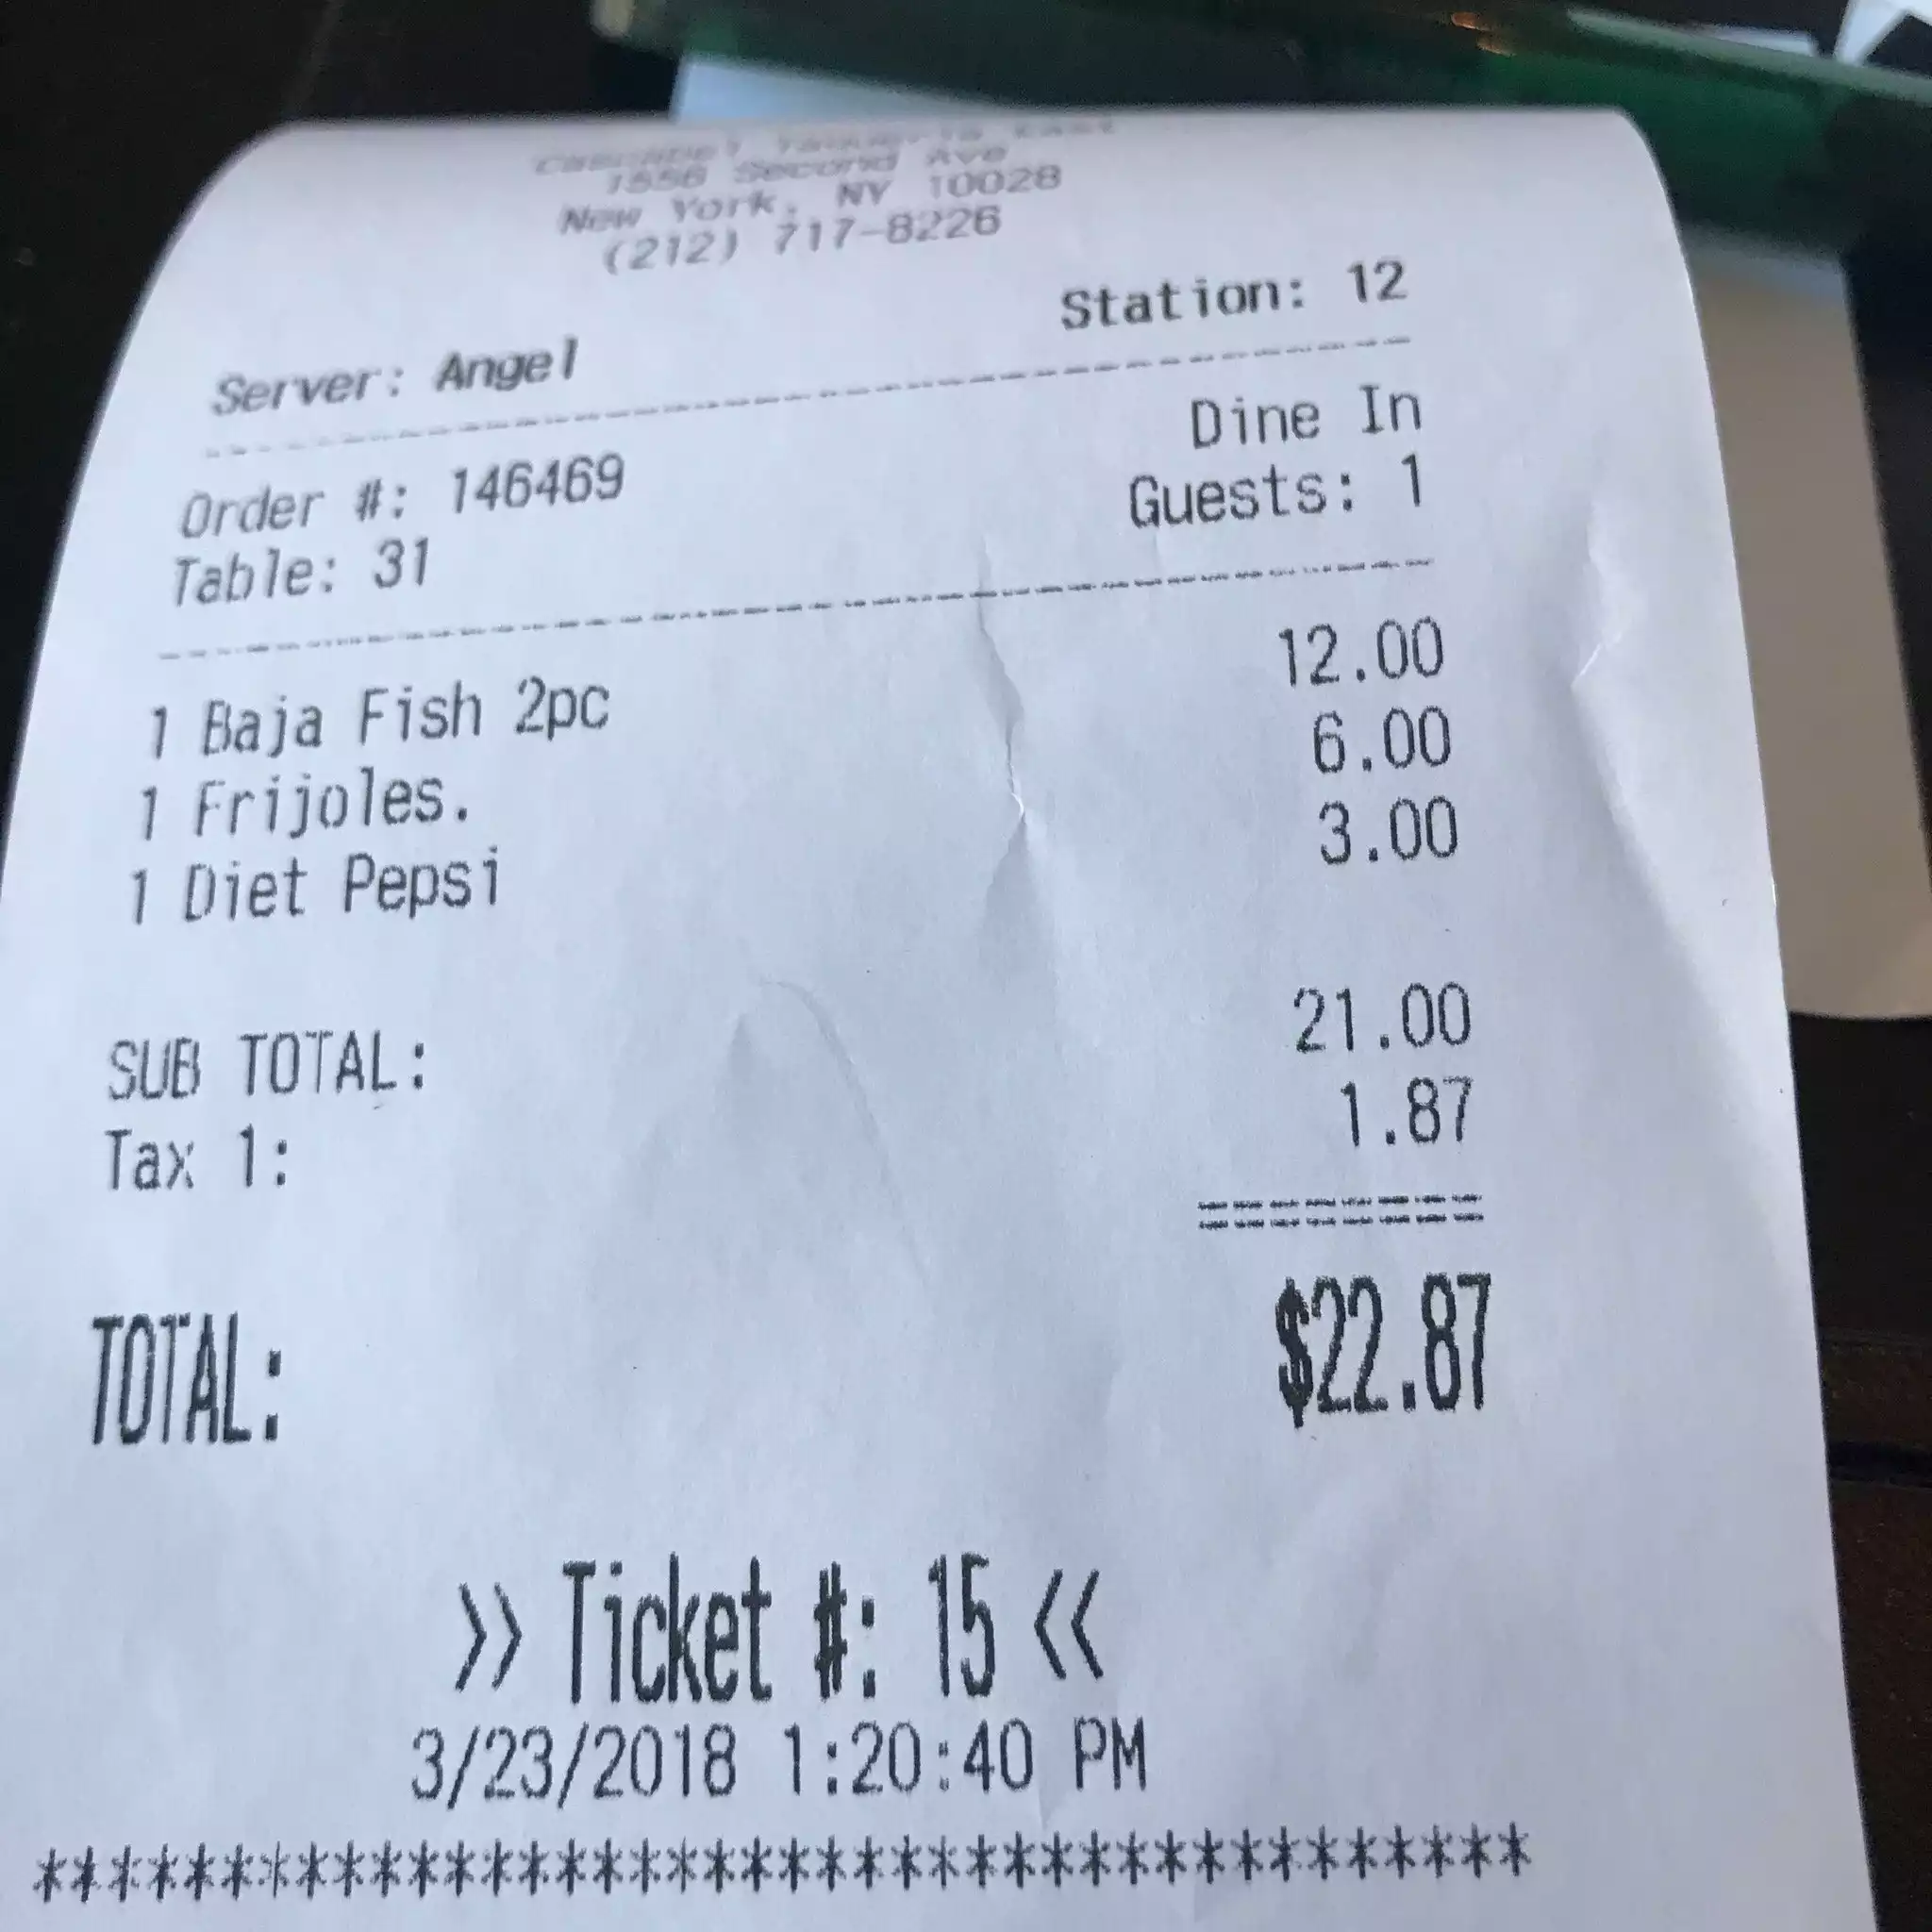 1556 Second Ave
New York, NY 10028
(212) 717-8226
Station: 12
Server: Angel
Dine In
Order #: 146469
Guests: 1
Table: 31
1 Baja Fish 2pc 12.00
1 Frijoles. 6.00
1 Diet Pepsi 3.00
SUB TOTAL: 21.00
Tax 1: 1.87
TOTAL: $22.87
>> Ticket #: 15 <<
3/23/2018 1:20:40 PM
*****************************************